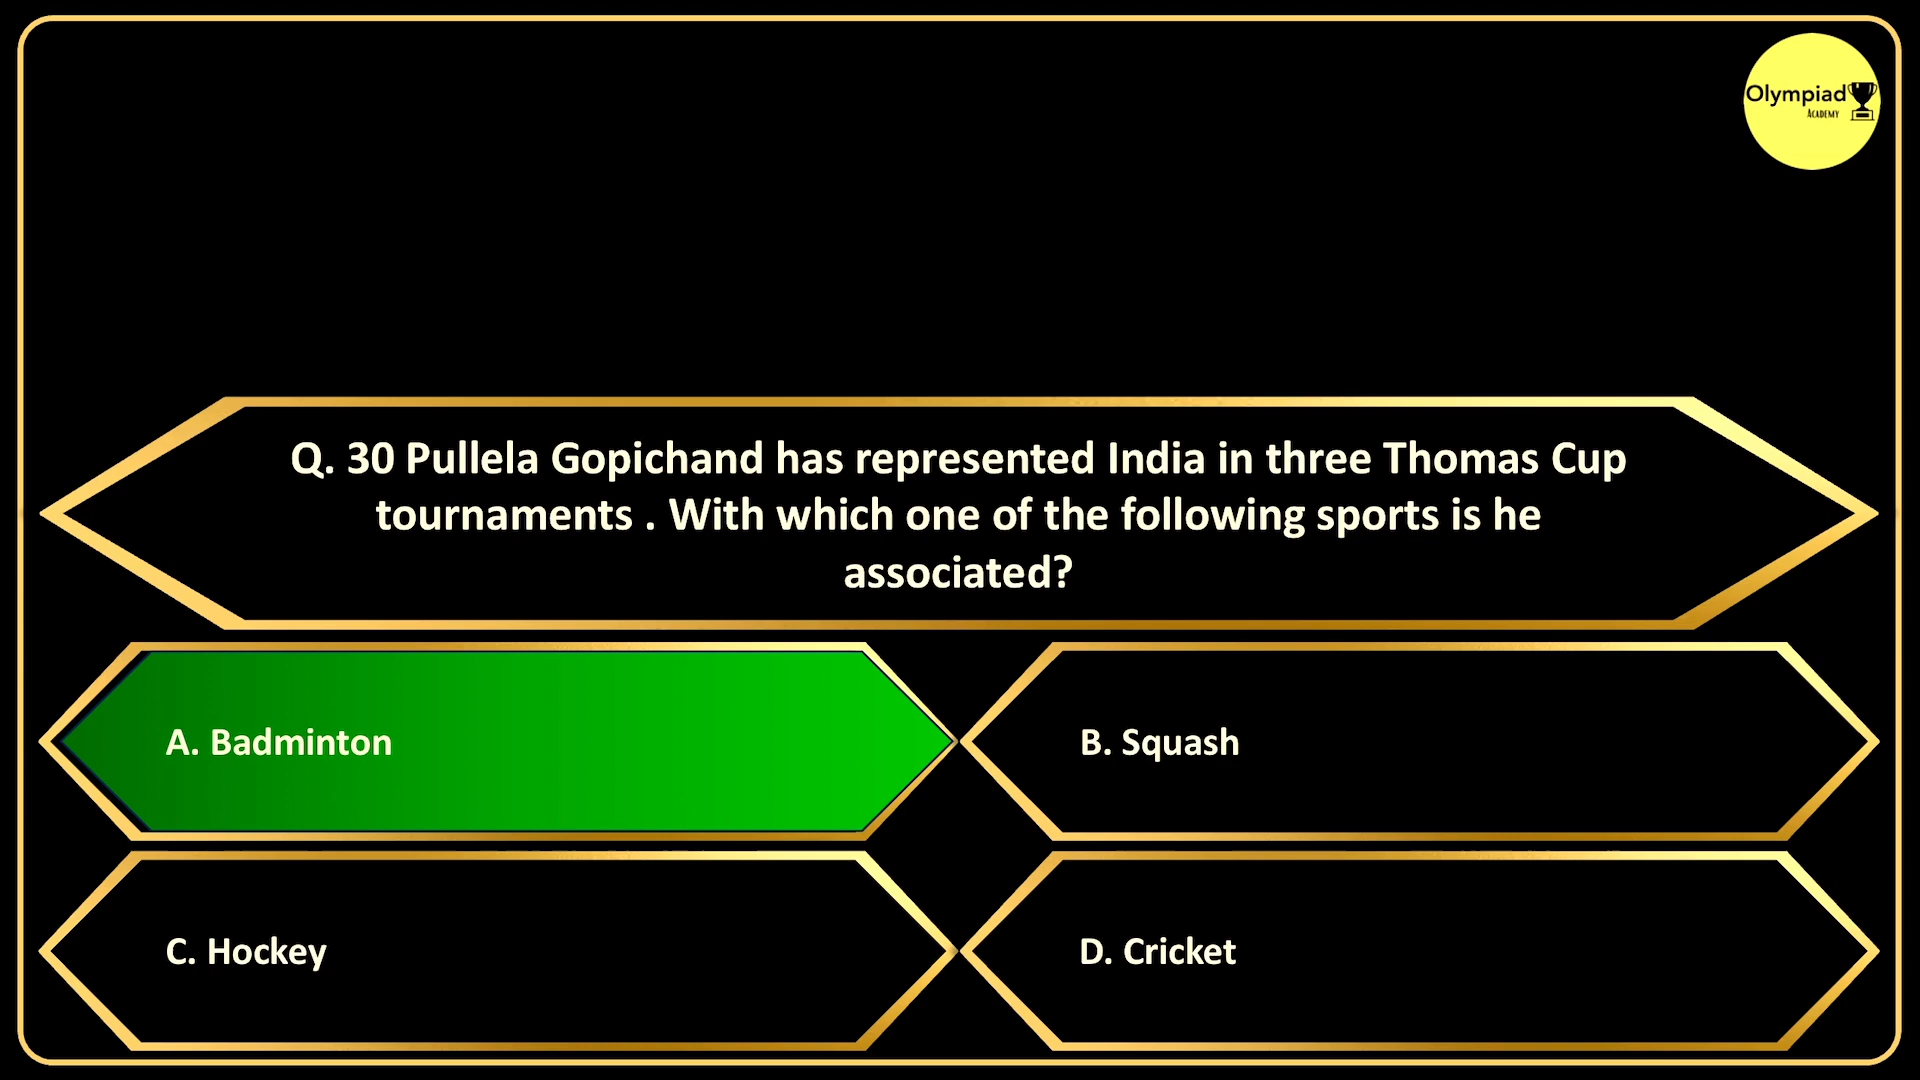 Olympiad
ACADEMY
Q. 30 Pullela Gopichand has represented India in three Thomas Cup
tournaments . With which one of the following sports is he
associated?
A. Badminton
B. Squash
C. Hockey
D. Cricket